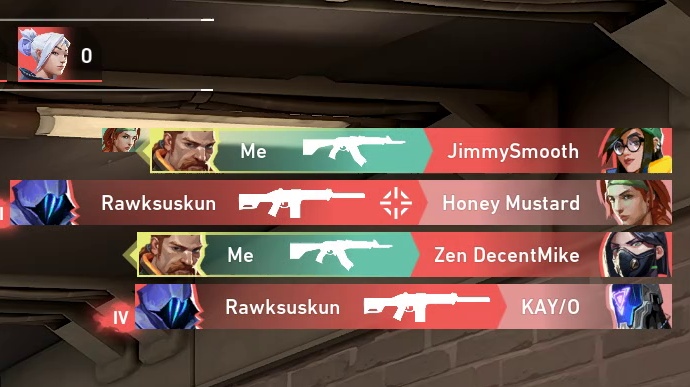 0
Me JimmySmooth
Rawksuskun Honey Mustard
Me Zen DecentMike
IV Rawksuskun KAY/O